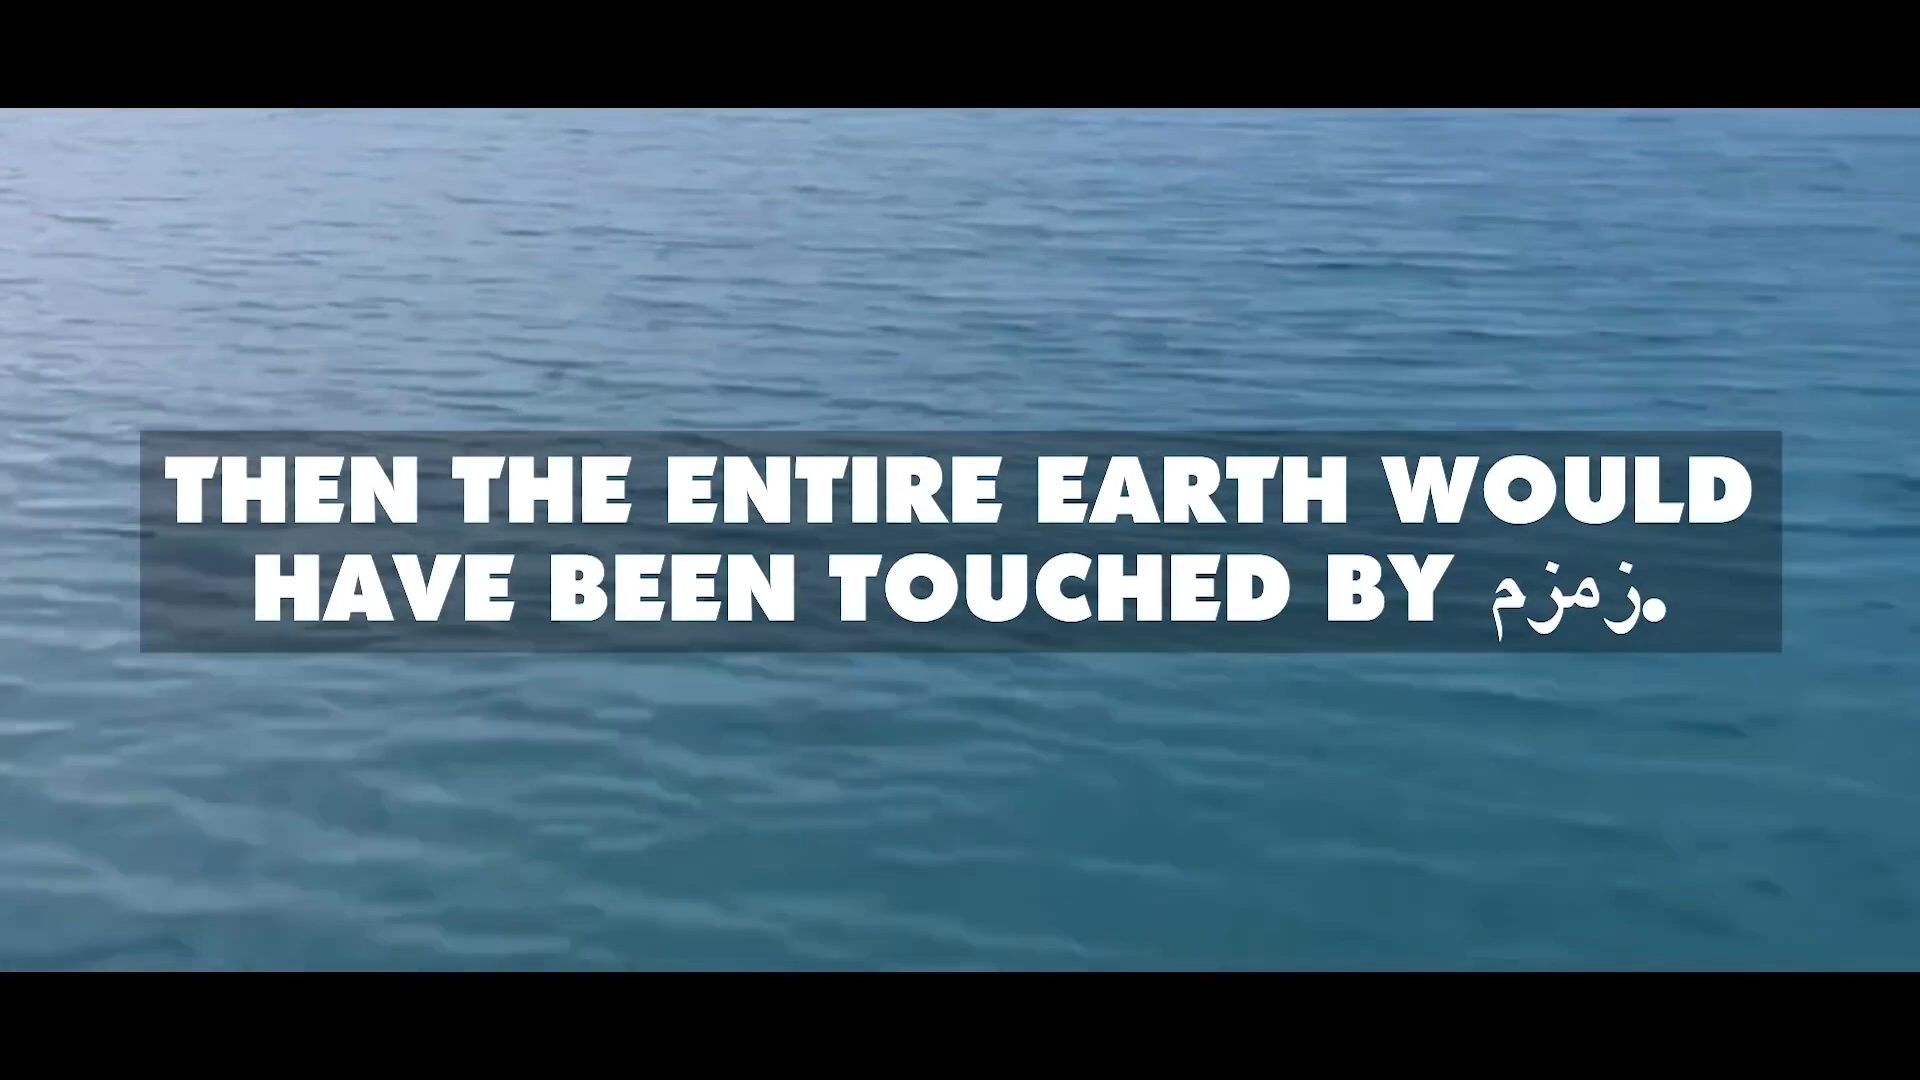 THEN THE ENTIRE EARTH WOULD
HAVE BEEN TOUCHED BY زمزم.